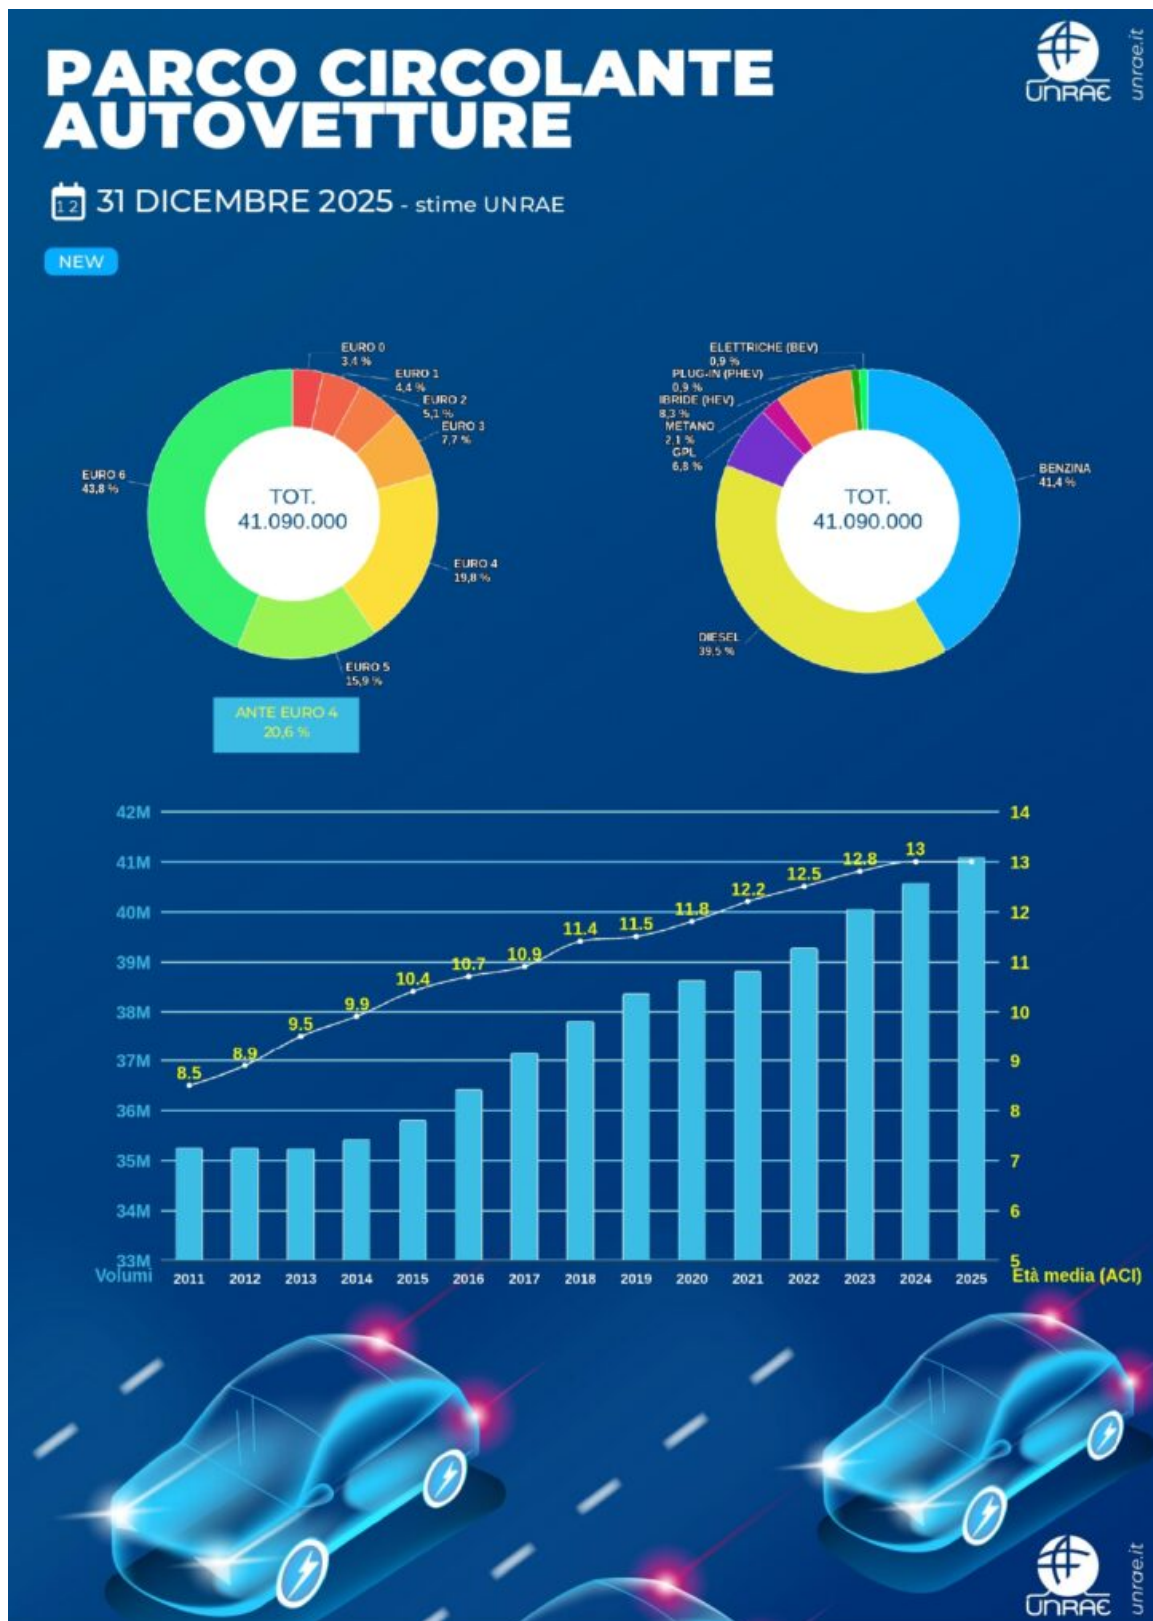 PARCO CIRCOLANTE
AUTOVETTURE
UNRAE
unrae.it
12
31 DICEMBRE 2025 - stime UNRAE
NEW
EURO 0
3,4 %
EURO 1
4,4 %
EURO 2
5,1 %
EURO 3
7,7 %
EURO 6
43,8 %
TOT.
41.090.000
EURO 4
19,8 %
EURO 5
15,9 %
ANTE EURO 4
20,6 %
ELETTRICHE (BEV)
0,9 %
PLUG-IN (PHEV)
0,9 %
IBRIDE (HEV)
8,3 %
METANO
2,1 %
GPL
6,8 %
BENZINA
41,4 %
TOT.
41.090.000
DIESEL
39,5 %
42M
41M
40M
39M
38M
37M
36M
35M
34M
33M
Volumi
8.5
8.9
9.5
9.9
10.4
10.7
10.9
11.4
11.5
11.8
12.2
12.5
12.8
13
14
13
12
11
10
9
8
7
6
5
Età media (ACI)
2011 2012 2013 2014 2015 2016 2017 2018 2019 2020 2021 2022 2023 2024 2025
UNRAE
unrae.it